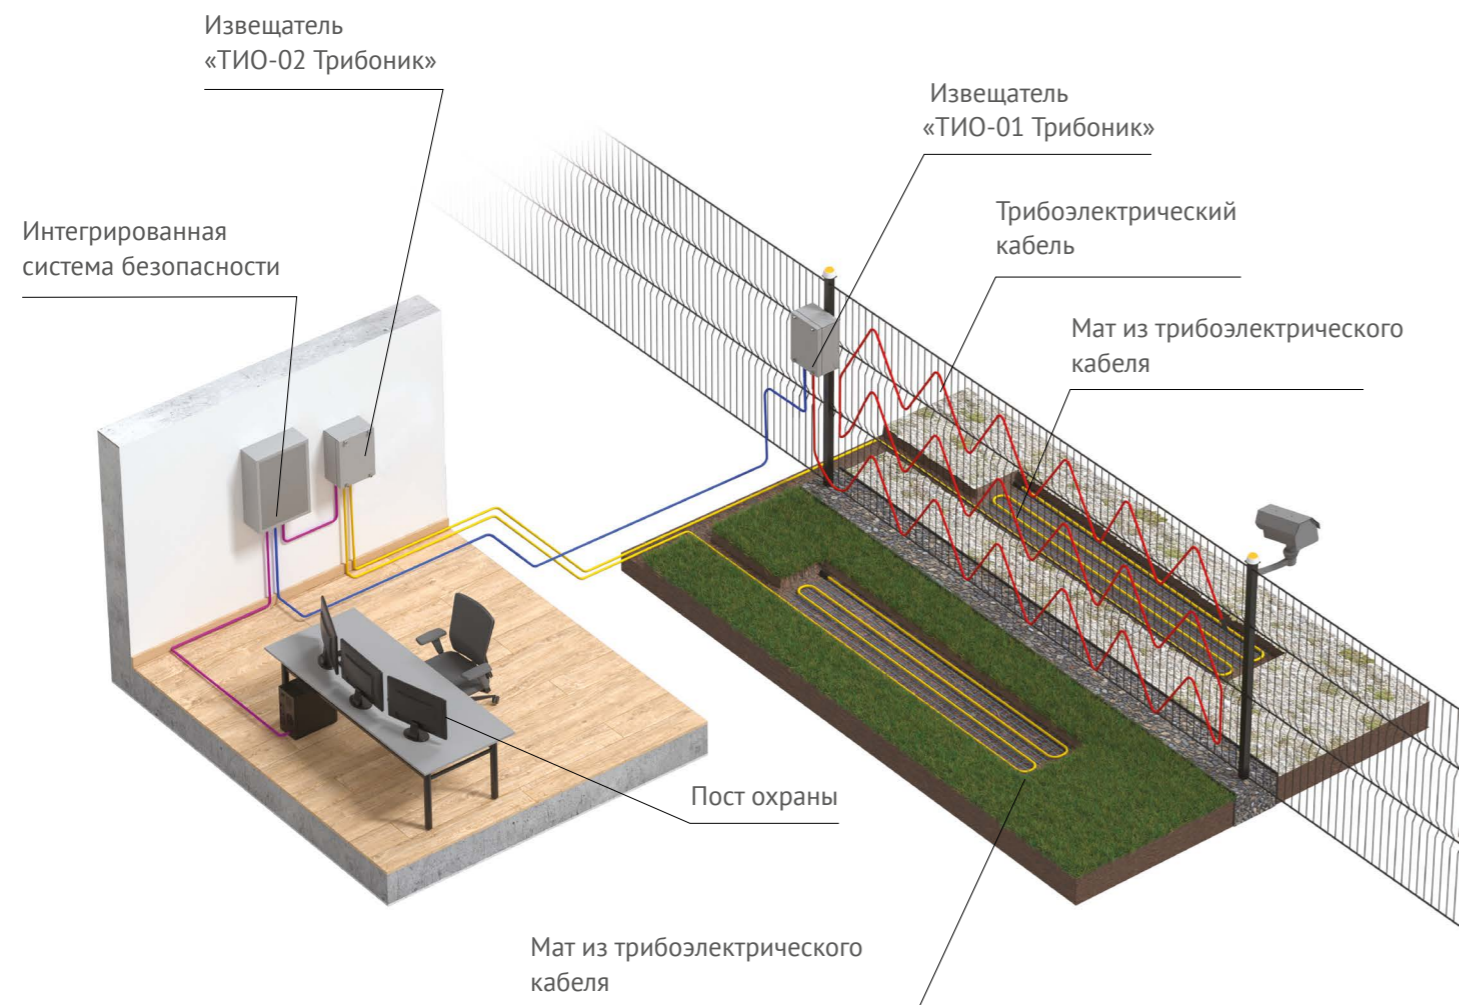 Извещатель
«ТИО-02 Трибоник»
Извещатель
«ТИО-01 Трибоник»
Трибоэлектрический
кабель
Интегрированная
система безопасности
Мат из трибоэлектрического
кабеля
Пост охраны
Мат из трибоэлектрического
кабеля